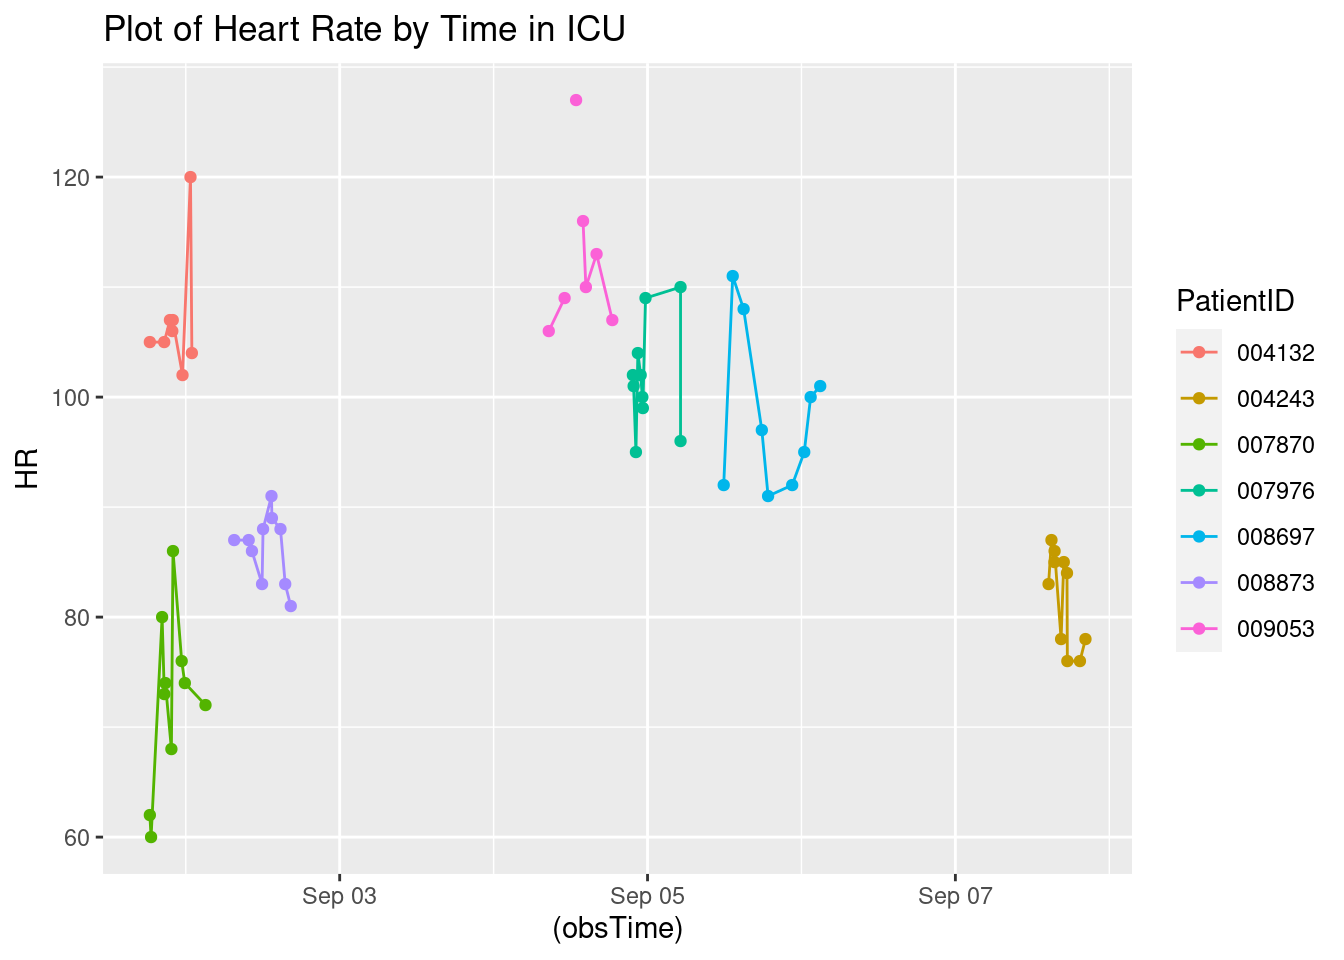 Plot of Heart Rate by Time in ICU
120
100
80
60
HR
Sep 03
Sep 05
Sep 07
(obsTime)
PatientID
004132
004243
007870
007976
008697
008873
009053